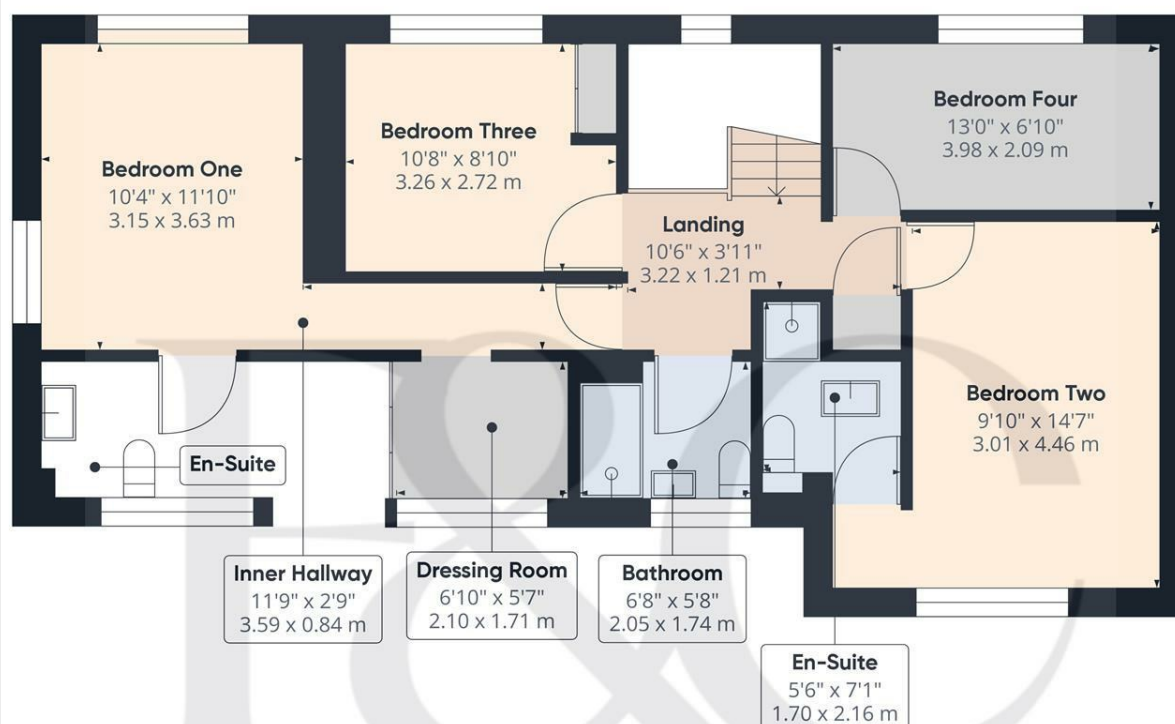 Bedroom One
10'4" x 11'10"
3.15 x 3.63 m
Bedroom Three
10'8" x 8'10"
3.26 x 2.72 m
Landing
10'6" x 3'11"
3.22 x 1.21 m
Bedroom Four
13'0" x 6'10"
3.98 x 2.09 m
Bedroom Two
9'10" x 14'7"
3.01 x 4.46 m
En-Suite
Inner Hallway
11'9" x 2'9"
3.59 x 0.84 m
Dressing Room
6'10" x 5'7"
2.10 x 1.71 m
Bathroom
6'8" x 5'8"
2.05 x 1.74 m
En-Suite
5'6" x 7'1"
1.70 x 2.16 m
F&C